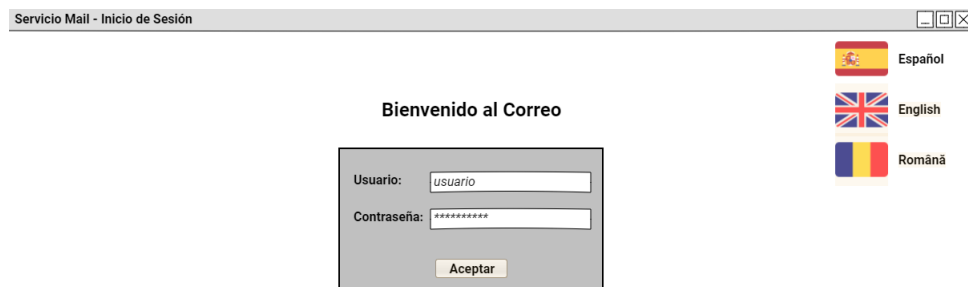 Servicio Mail - Inicio de Sesión
Español
Bienvenido al Correo
English
Română
Usuario: usuario
Contraseña: **********
Aceptar